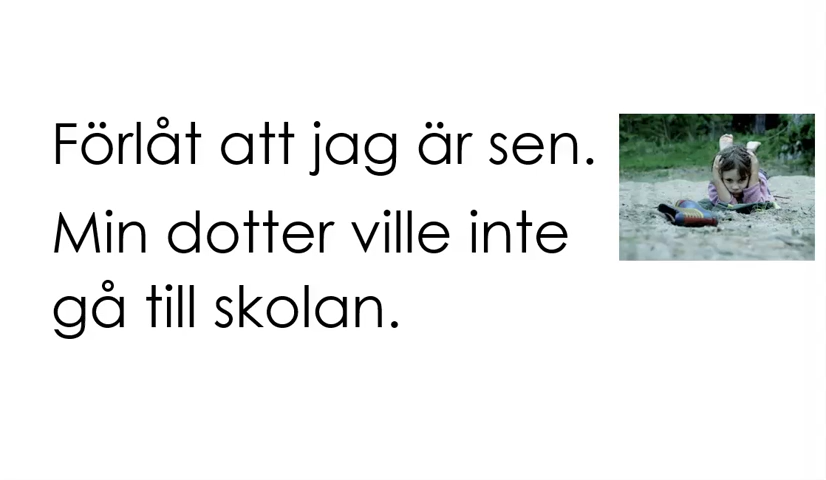 Förlåt att jag är sen.
Min dotter ville inte
gå till skolan.